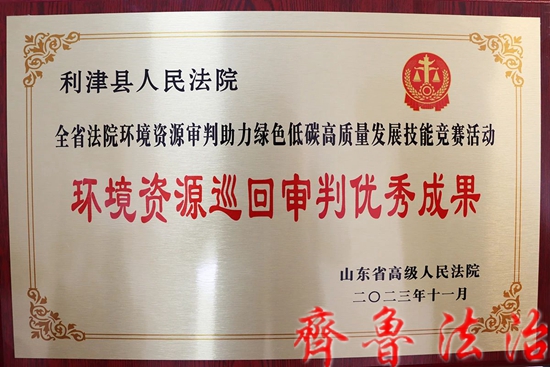 利津县人民法院
全省法院环境资源审判助力绿色低碳高质量发展技能竞赛活动
环境资源巡回审判优秀成果
山东省高级人民法院
二〇二三年十一月
齐鲁法治